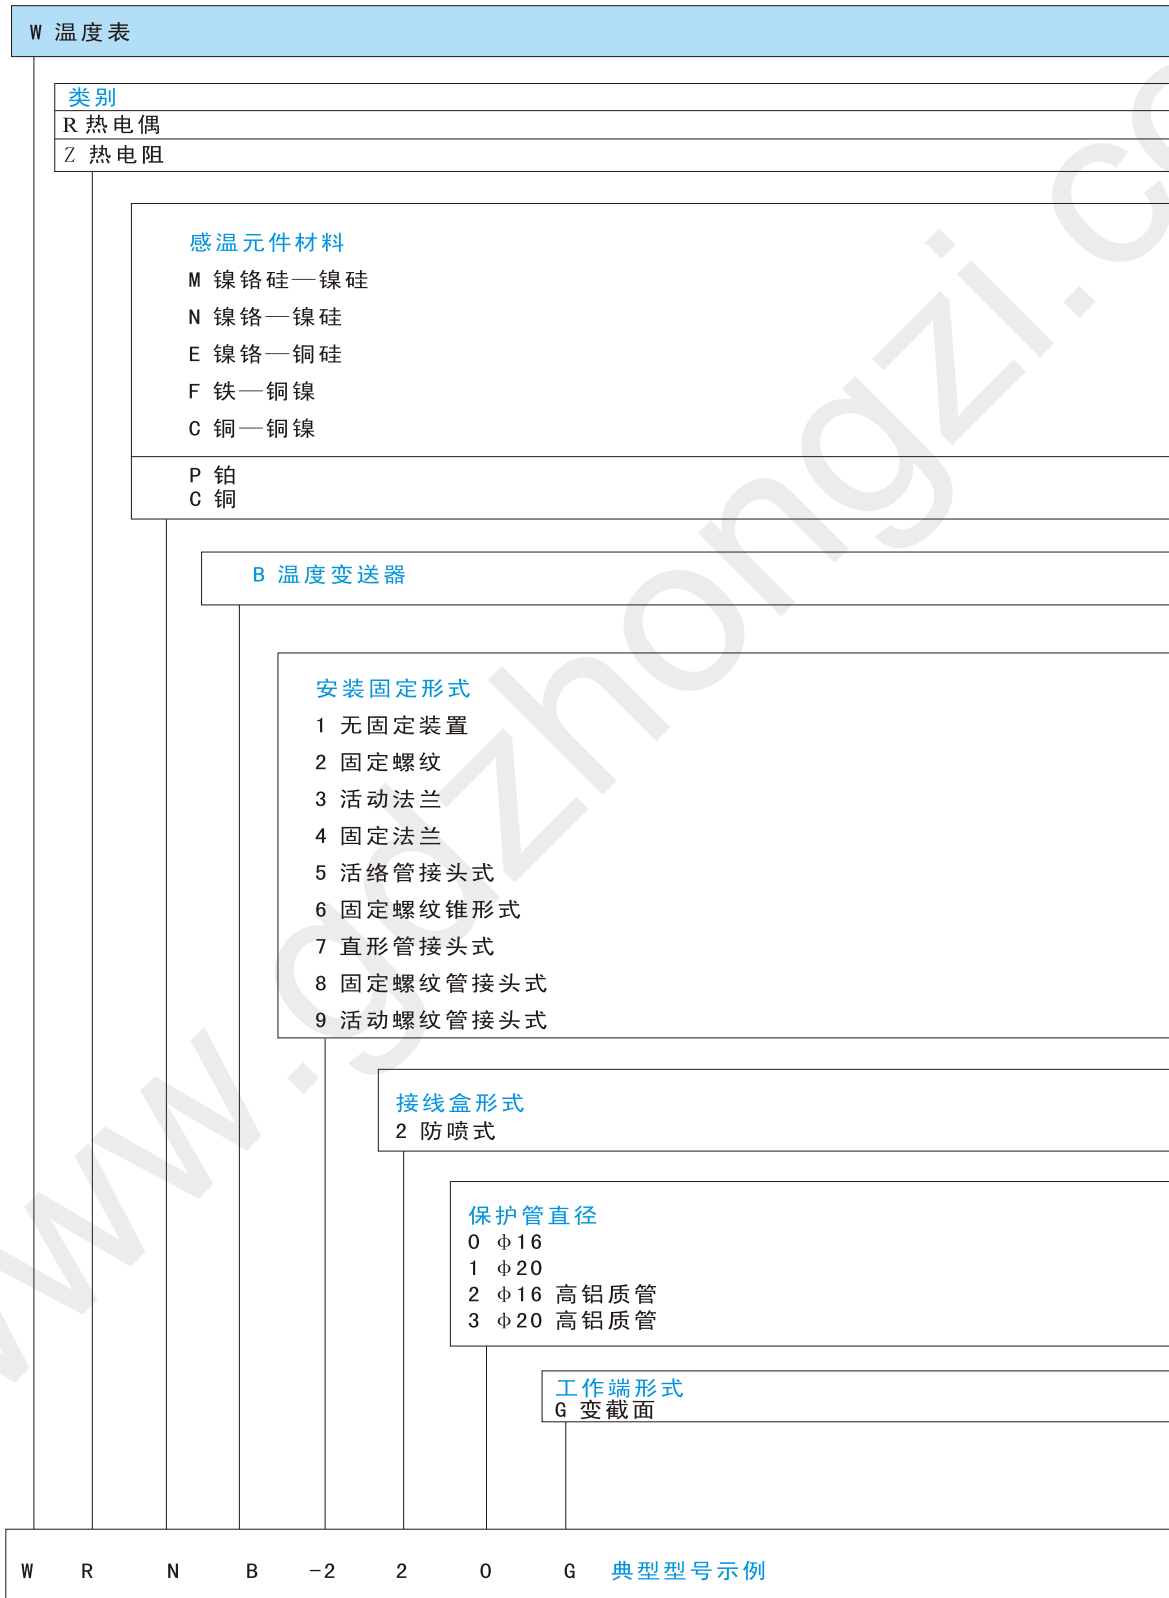 W 温度表
类别
R 热电偶
Z 热电阻
感温元件材料
M 镍铬硅—镍硅
N 镍铬—镍硅
E 镍铬—铜硅
F 铁—铜镍
C 铜—铜镍
P 铂
C 铜
B 温度变送器
安装固定形式
1 无固定装置
2 固定螺纹
3 活动法兰
4 固定法兰
5 活络管接头式
6 固定螺纹锥形式
7 直形管接头式
8 固定螺纹管接头式
9 活动螺纹管接头式
接线盒形式
2 防喷式
保护管直径
0 φ16
1 φ20
2 φ16 高铝质管
3 φ20 高铝质管
工作端形式
G 变截面
W R N B -2 2 0 G 典型型号示例
www.gdzhongzi.co